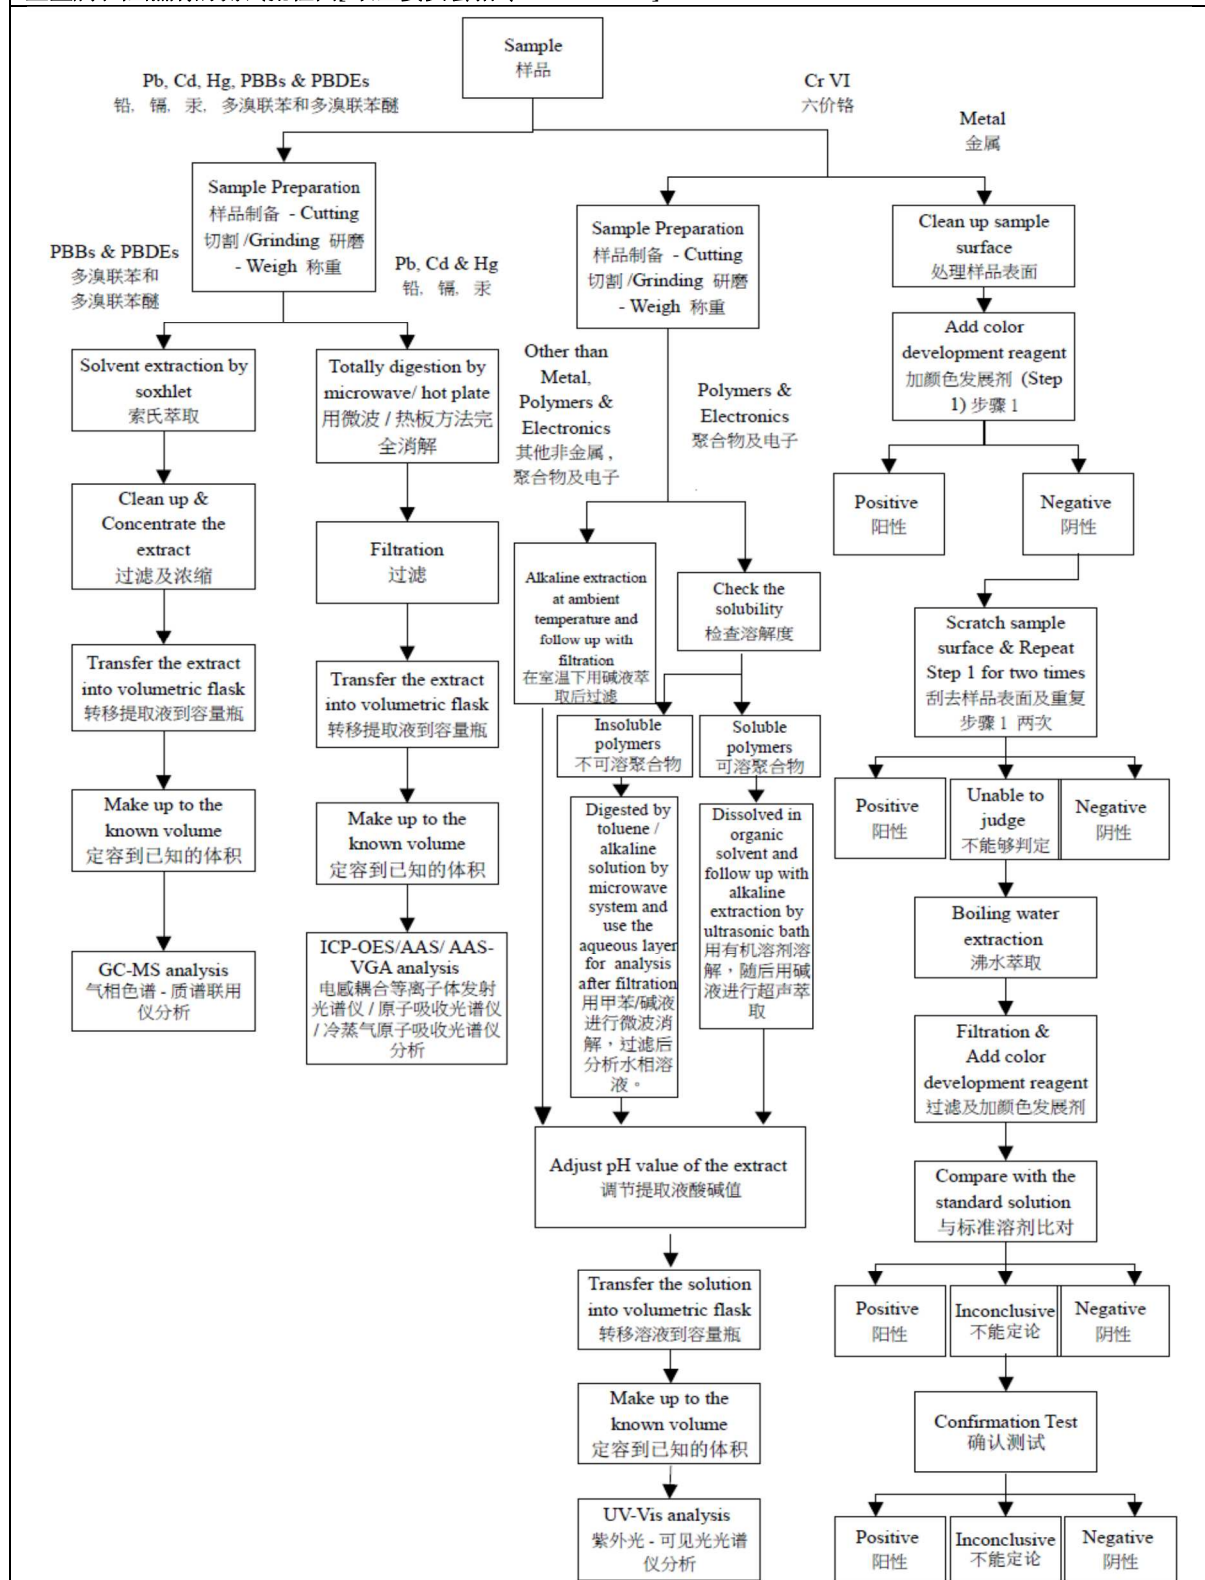 Sample
样品
Pb, Cd, Hg, PBBs & PBDEs
铅, 镉, 汞, 多溴联苯和多溴联苯醚
Cr VI
六价铬
Metal
金属
Sample Preparation
样品制备 - Cutting
切割 /Grinding 研磨
- Weigh 称重
PBBs & PBDEs
多溴联苯和
多溴联苯醚
Pb, Cd & Hg
铅, 镉, 汞
Solvent extraction by
soxhlet
索氏萃取
Clean up &
Concentrate the
extract
过滤及浓缩
Transfer the extract
into volumetric flask
转移提取液到容量瓶
Make up to the
known volume
定容到已知的体积
GC-MS analysis
气相色谱 - 质谱联用
仪分析
Totally digestion by
microwave/ hot plate
用微波 / 热板方法完
全消解
Filtration
过滤
Transfer the extract
into volumetric flask
转移提取液到容量瓶
Make up to the
known volume
定容到已知的体积
ICP-OES/AAS/ AAS-
VGA analysis
电感耦合等离子体发射
光谱仪 / 原子吸收光谱仪
/ 冷蒸气原子吸收光谱仪
分析
Sample Preparation
样品制备 - Cutting
切割 /Grinding 研磨
- Weigh 称重
Other than
Metal,
Polymers &
Electronics
其他非金属,
聚合物及电子
Polymers &
Electronics
聚合物及电子
Alkaline extraction
at ambient
temperature and
follow up with
filtration
在室温下用碱液萃
取后过滤
Check the
solubility
检查溶解度
Insoluble
polymers
不可溶聚合物
Soluble
polymers
可溶聚合物
Digested by
toluene /
alkaline
solution by
microwave
system and
use the
aqueous layer
for analysis
after filtration
用甲苯/碱液
进行微波消
解，过滤后
分析水相溶
液。
Dissolved in
organic
solvent and
follow up with
alkaline
extraction by
ultrasonic bath
用有机溶剂溶
解，随后用碱
液进行超声萃
取
Adjust pH value of the extract
调节提取液酸碱值
Transfer the solution
into volumetric flask
转移溶液到容量瓶
Make up to the
known volume
定容到已知的体积
UV-Vis analysis
紫外光 - 可见光光谱
仪分析
Clean up sample
surface
处理样品表面
Add color
development reagent
加颜色发展剂 (Step
1) 步骤 1
Positive
阳性
Negative
阴性
Scratch sample
surface & Repeat
Step 1 for two times
刮去样品表面及重复
步骤 1 两次
Positive
阳性
Unable to
judge
不能够判定
Negative
阴性
Boiling water
extraction
沸水萃取
Filtration &
Add color
development reagent
过滤及加颜色发展剂
Compare with the
standard solution
与标准溶剂比对
Positive
阳性
Inconclusive
不能定论
Negative
阴性
Confirmation Test
确认测试
Positive
阳性
Inconclusive
不能定论
Negative
阴性